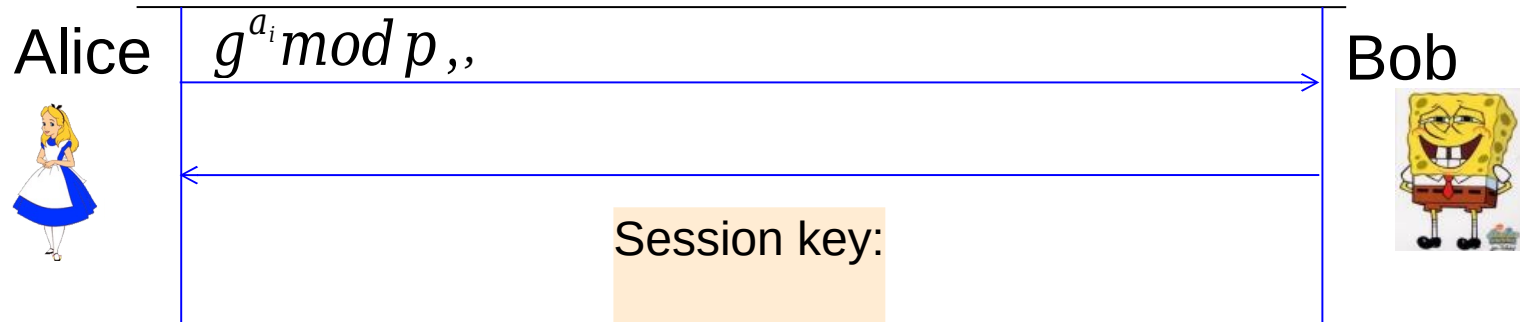 Alice
g^{a_i} mod p , ,
Bob
Session key: